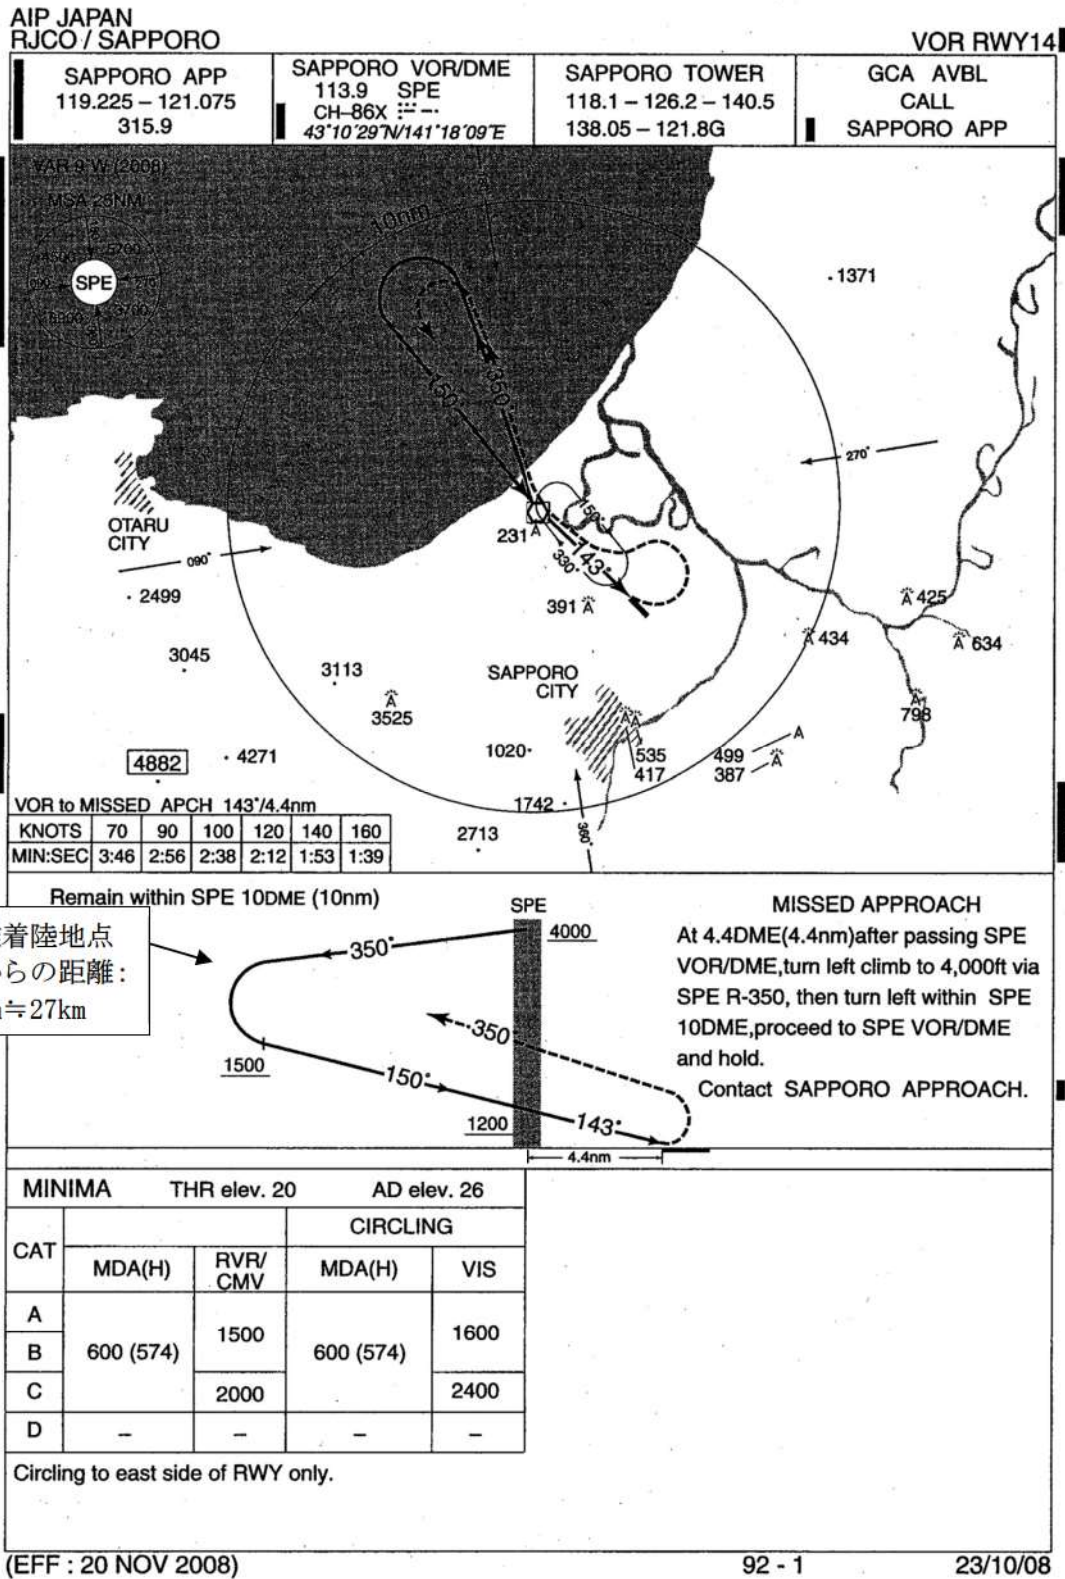 AIP JAPAN
RJCO / SAPPORO
VOR RWY14
SAPPORO APP
119.225 – 121.075
315.9
SAPPORO VOR/DME
113.9 SPE
CH–86X
43°10′29″N/141°18′09″E
SAPPORO TOWER
118.1 – 126.2 – 140.5
138.05 – 121.8G
GCA AVBL
CALL
SAPPORO APP
VAR 9°W (2008)
MSA 25NM
SPE
10nm
1371
150°
350°
270°
OTARU
CITY
090°
231
150°
330°
143°
2499
391
425
434
634
3045
3113
3525
SAPPORO
CITY
798
4882
4271
1020
535
417
499
387
1742
360°
2713
VOR to MISSED APCH 143°/4.4nm
KNOTS 70 90 100 120 140 160
MIN:SEC 3:46 2:56 2:38 2:12 1:53 1:39
Remain within SPE 10DME (10nm)
着陸地点
らの距離：
≒27km
SPE
4000
350°
350°
1500
150°
1200
143°
4.4nm
MISSED APPROACH
At 4.4DME(4.4nm)after passing SPE
VOR/DME,turn left climb to 4,000ft via
SPE R-350, then turn left within SPE
10DME,proceed to SPE VOR/DME
and hold.
Contact SAPPORO APPROACH.
MINIMA THR elev. 20 AD elev. 26
CAT
CIRCLING
MDA(H) RVR/CMV MDA(H) VIS
A
B
C
D
600 (574)
1500
2000
600 (574)
1600
2400
– – – –
Circling to east side of RWY only.
(EFF : 20 NOV 2008)
92 - 1
23/10/08